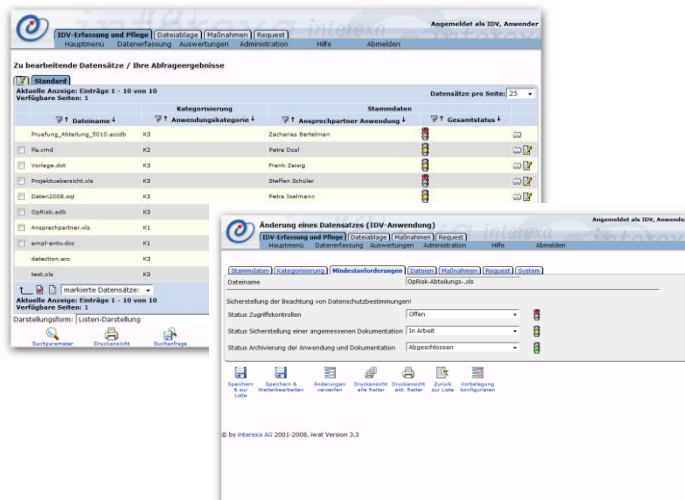 Angemeldet als IDV, Anwender
IDV-Erfassung und Pflege Dateiablage Maßnahmen Request
Hauptmenü Datenerfassung Auswertungen Administration Hilfe Abmelden
Zu bearbeitende Datensätze / Ihre Abfrageergebnisse
Standard
Aktuelle Anzeige: Einträge 1 - 10 von 10 Datensätze pro Seite: 25
Verfügbare Seiten: 1
Kategorisierung Stammdaten
Dateiname Anwendungskategorie Ansprechpartner Anwendung Gesamtstatus
Pruefung_Abteilung_5010.accdb K3 Zacharias Bertelman
lfa.cmd K2 Petra Dosl
Vorlage.dot K3 Frank Zeisig
Projektuebersicht.xls K3 Steffen Schüler
Daten2008.sql K3 Petra Iselmann
OpRisk.adb K3
Ansprechpartner.xls K1
empl-entw.doc K1
detection.acc K3
test.xls K3
markierte Datensätze:
Aktuelle Anzeige: Einträge 1 - 10 von 10
Verfügbare Seiten: 1
Darstellungsform: Listen-Darstellung
Suchparameter Druckansicht Suchanfrage
Änderung eines Datensatzes (IDV-Anwendung) Angemeldet als IDV, Anwender
IDV-Erfassung und Pflege Dateiablage Maßnahmen Request
Hauptmenü Datenerfassung Auswertungen Administration Hilfe Abmelden
Stammdaten Kategorisierung Mindestanforderungen Dateien Maßnahmen Request System
Dateiname OpRisk-Abteilungs-.xls
Sicherstellung der Beachtung von Datenschutzbestimmungen!
Status Zugriffskontrollen Offen
Status Sicherstellung einer angemessenen Dokumentation In Arbeit
Status Archivierung der Anwendung und Dokumentation Abgeschlossen
Speichern & zur Liste
Speichern & Weiterbearbeiten
Änderungen verwerfen
Druckansicht alle Reiter
Druckansicht akt. Reiter
Zurück zur Liste
Vorbelegung konfigurieren
© by interexa AG 2001-2008, iwat Version 3.3